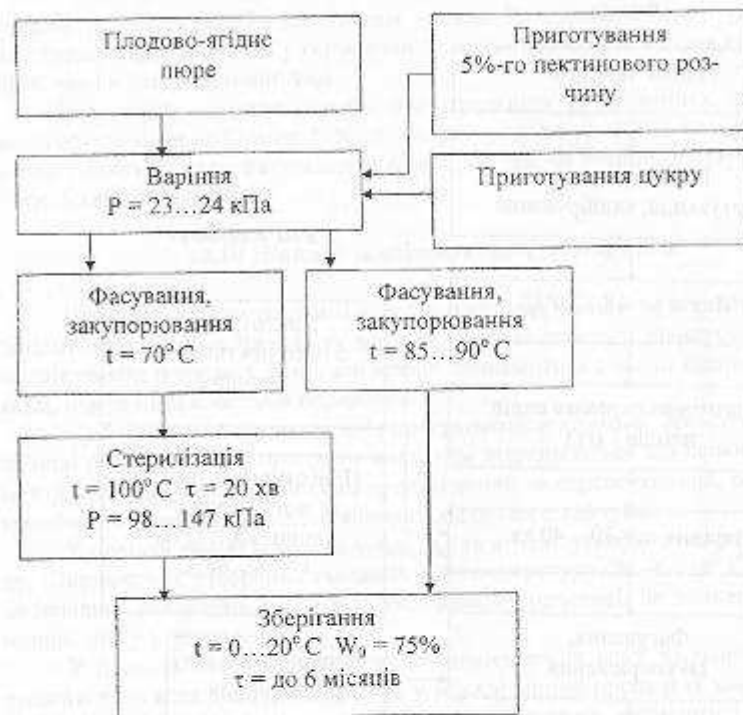 Плодово-ягідне
пюре
Приготування
5%-го пектинового роз-
чину
Варіння
Р = 23...24 кПа
Приготування цукру
Фасування,
закупорювання
t = 70° С
Фасування,
закупорювання
t = 85...90° С
Стерилізація
t = 100° С τ = 20 хв
Р = 98...147 кПа
Зберігання
t = 0...20° С W₉ = 75%
τ = до 6 місяців